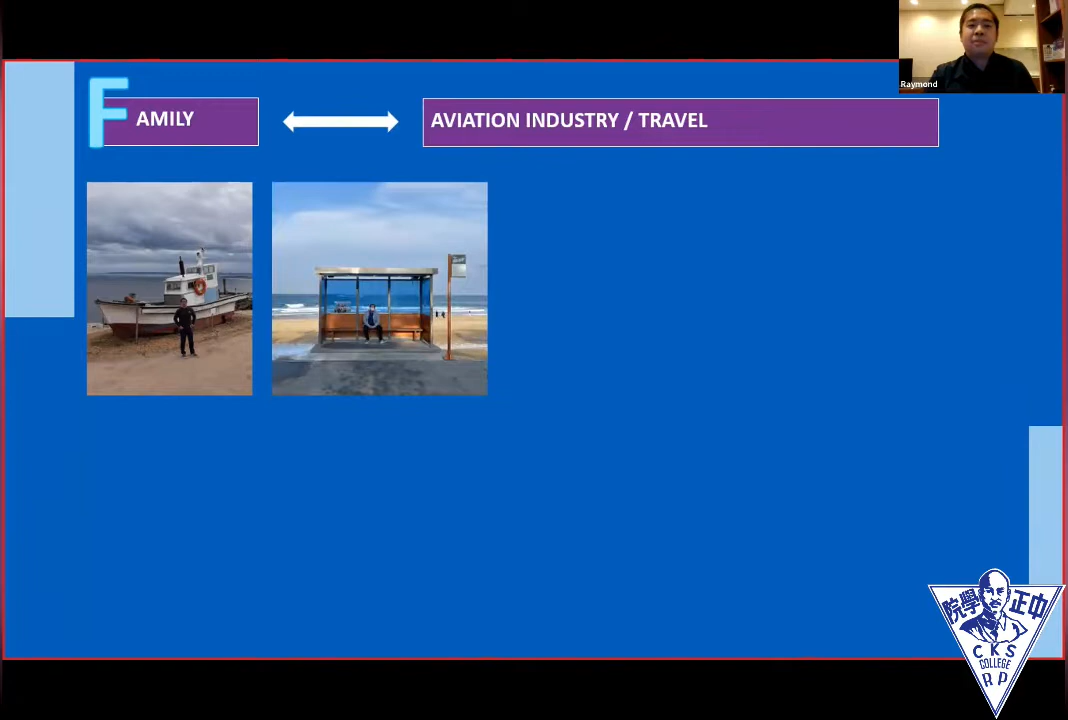 Raymond
F AMILY
AVIATION INDUSTRY / TRAVEL
院學 正中
CKS
COLLEGE
RP